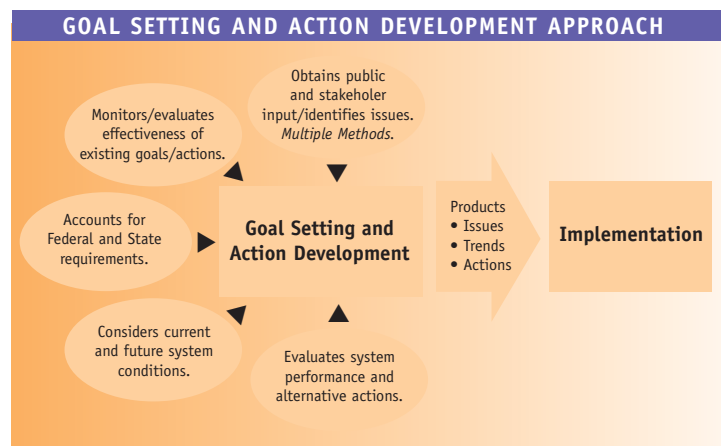 GOAL SETTING AND ACTION DEVELOPMENT APPROACH
Obtains public
and stakeholer
input/identifies issues.
Multiple Methods.
Monitors/evaluates
effectiveness of
existing goals/actions.
Accounts for
Federal and State
requirements.
Considers current
and future system
conditions.
Evaluates system
performance and
alternative actions.
Goal Setting and
Action Development
Products
• Issues
• Trends
• Actions
Implementation